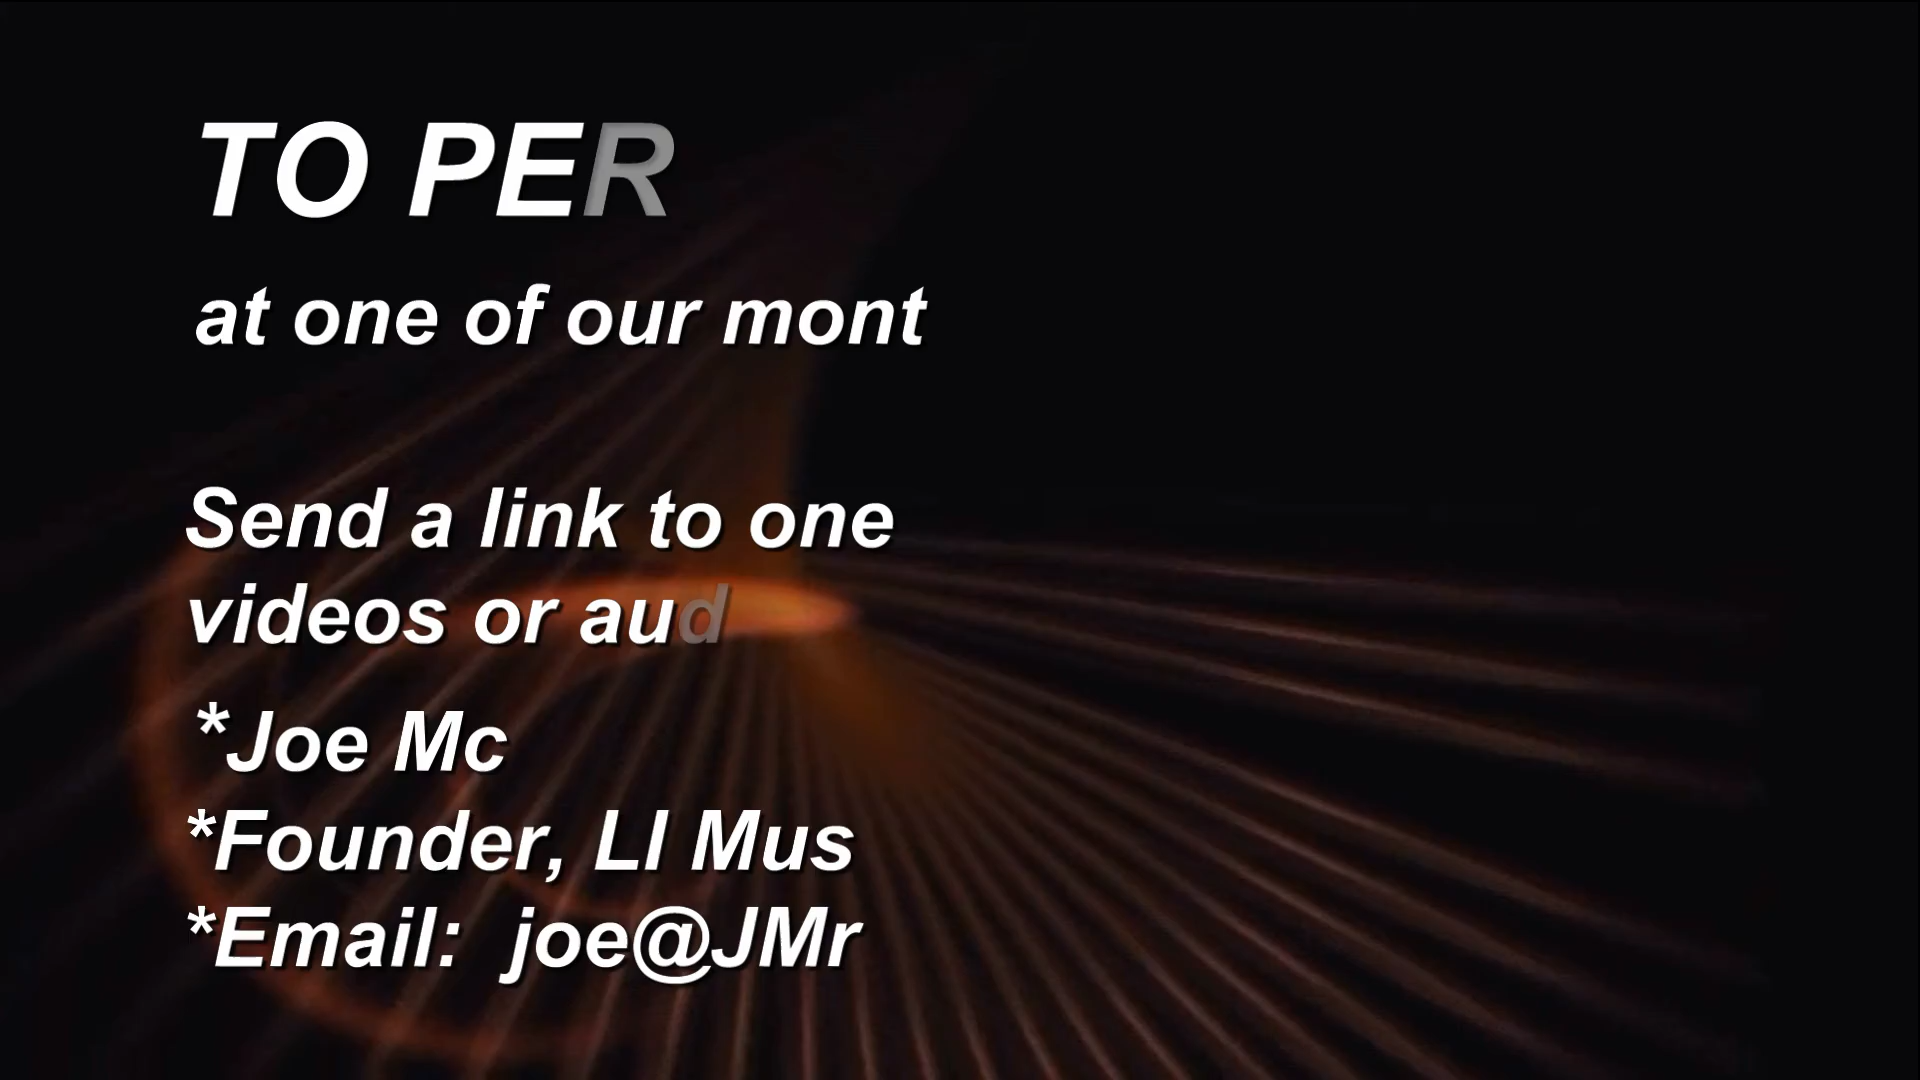 TO PER
at one of our mont
Send a link to one
videos or aud
*Joe Mc
*Founder, LI Mus
*Email: joe@JMr